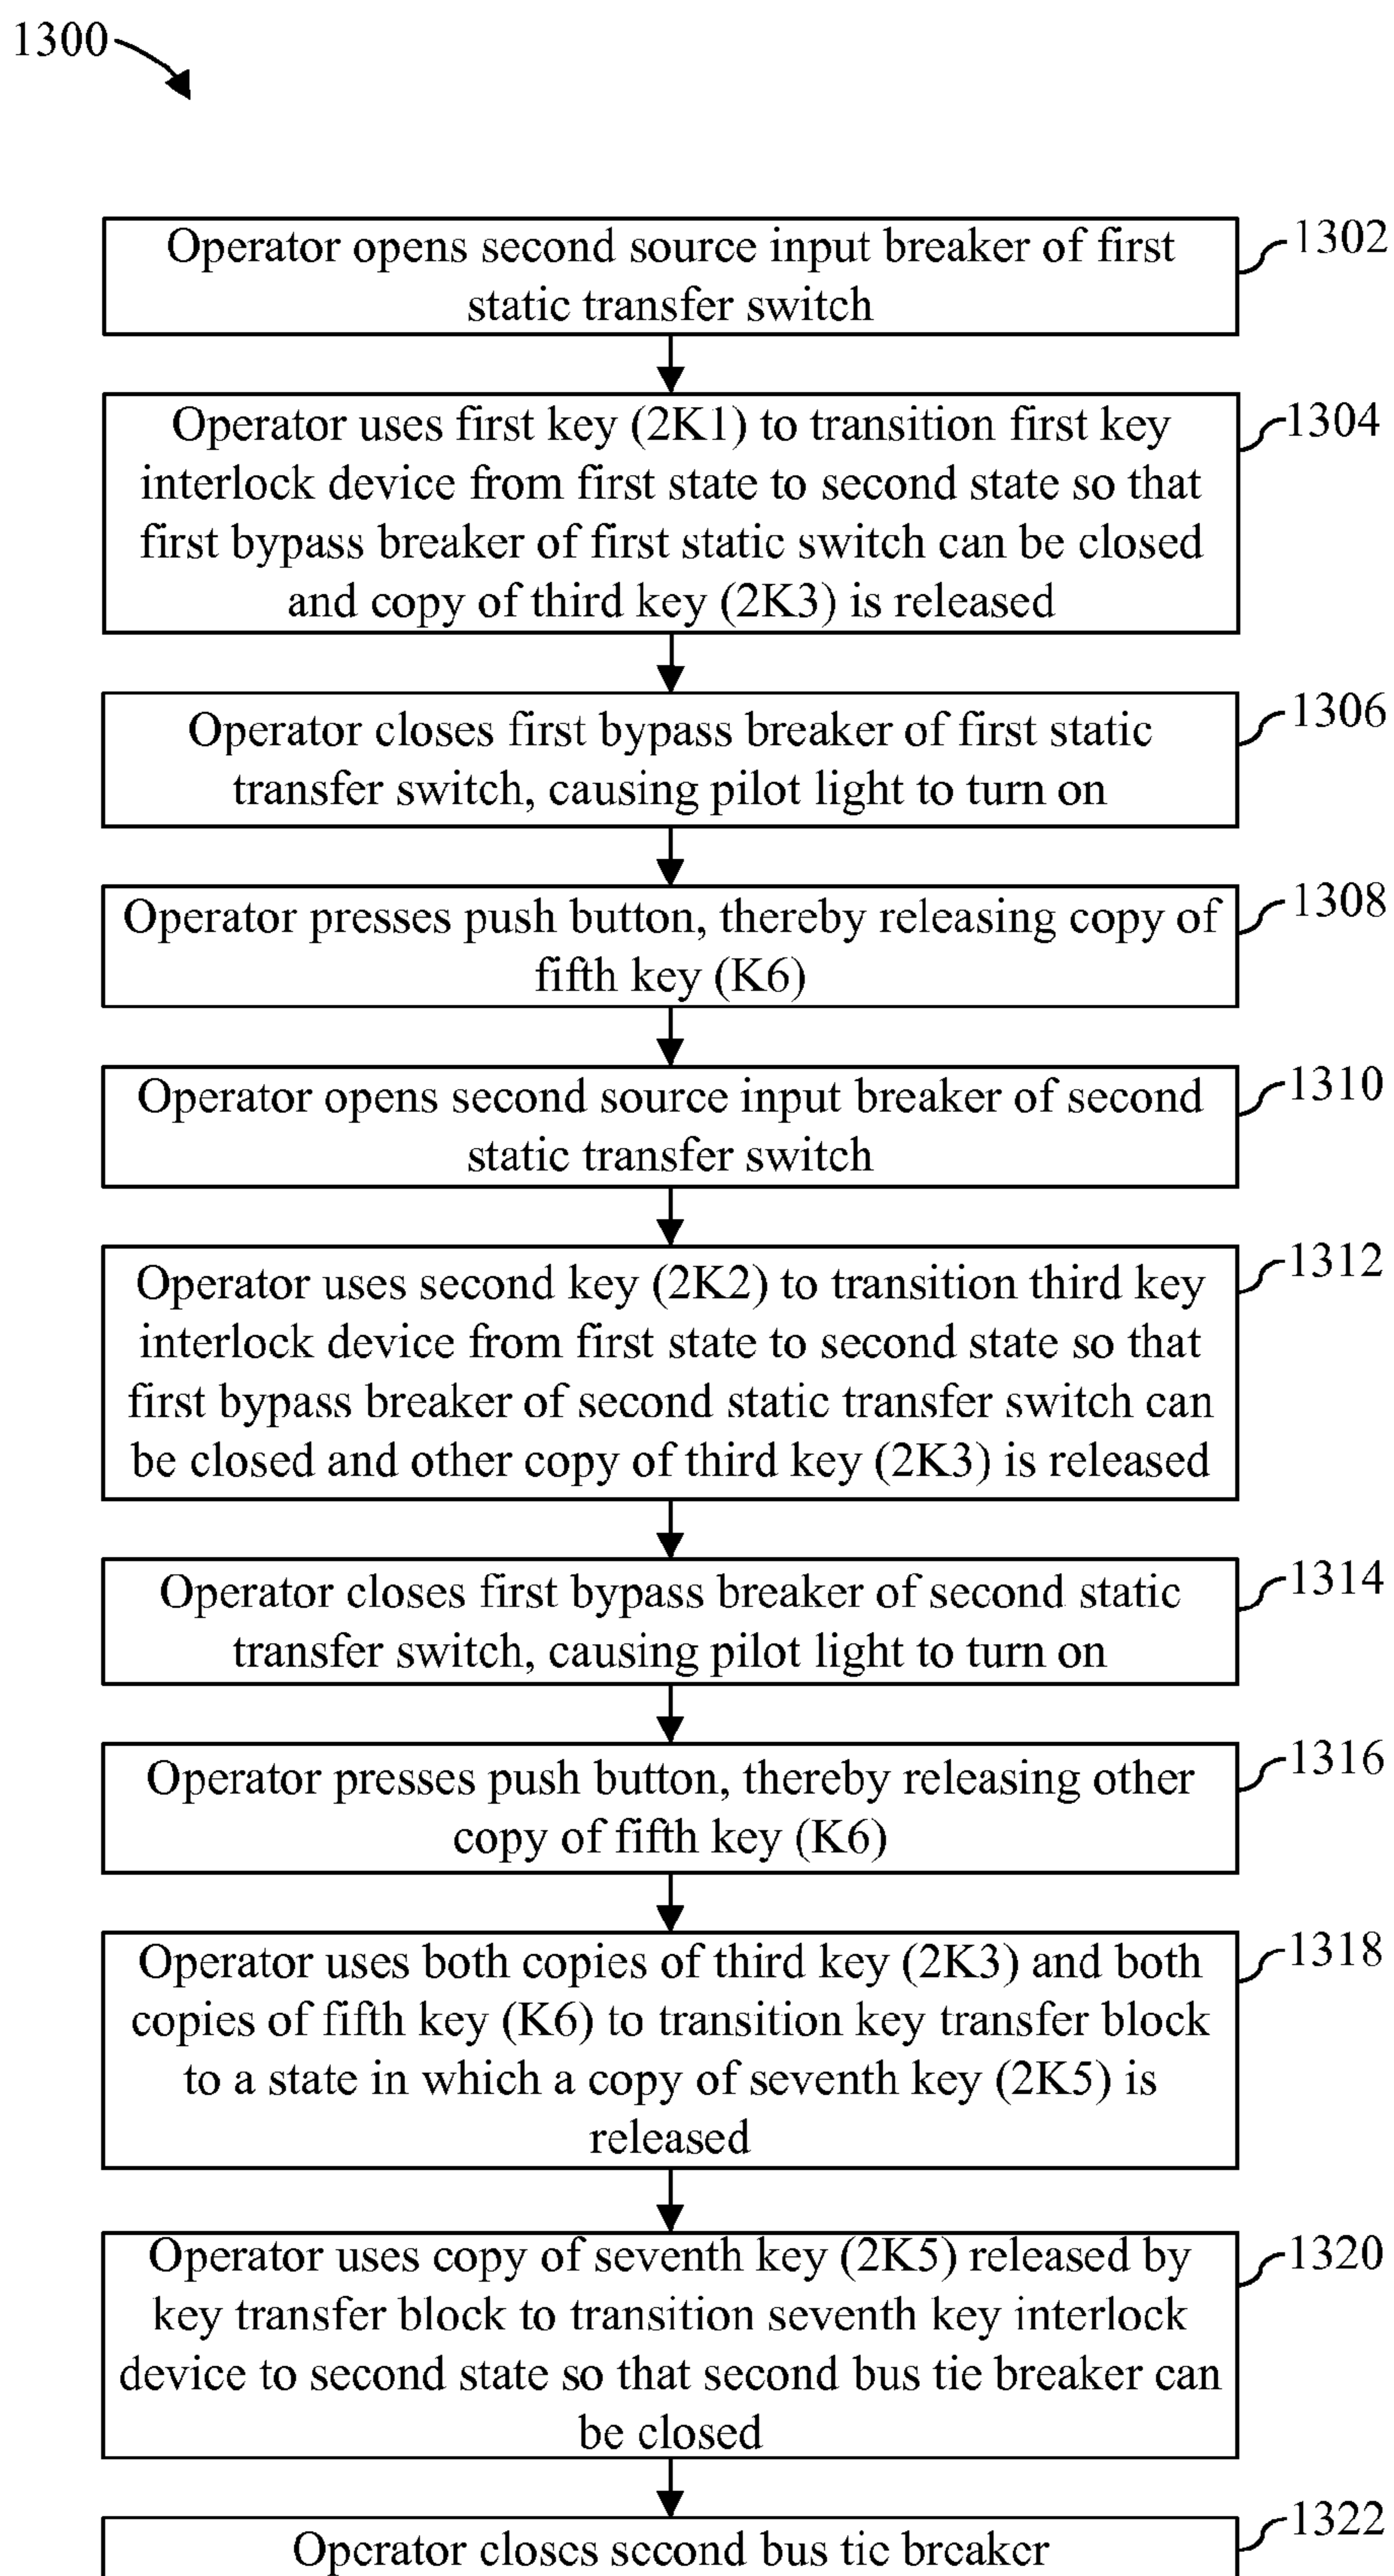 1300
Operator opens second source input breaker of first
static transfer switch
1302
Operator uses first key (2K1) to transition first key
interlock device from first state to second state so that
first bypass breaker of first static switch can be closed
and copy of third key (2K3) is released
1304
Operator closes first bypass breaker of first static
transfer switch, causing pilot light to turn on
1306
Operator presses push button, thereby releasing copy of
fifth key (K6)
1308
Operator opens second source input breaker of second
static transfer switch
1310
Operator uses second key (2K2) to transition third key
interlock device from first state to second state so that
first bypass breaker of second static transfer switch can
be closed and other copy of third key (2K3) is released
1312
Operator closes first bypass breaker of second static
transfer switch, causing pilot light to turn on
1314
Operator presses push button, thereby releasing other
copy of fifth key (K6)
1316
Operator uses both copies of third key (2K3) and both
copies of fifth key (K6) to transition key transfer block
to a state in which a copy of seventh key (2K5) is
released
1318
Operator uses copy of seventh key (2K5) released by
key transfer block to transition seventh key interlock
device to second state so that second bus tie breaker can
be closed
1320
Operator closes second bus tie breaker
1322